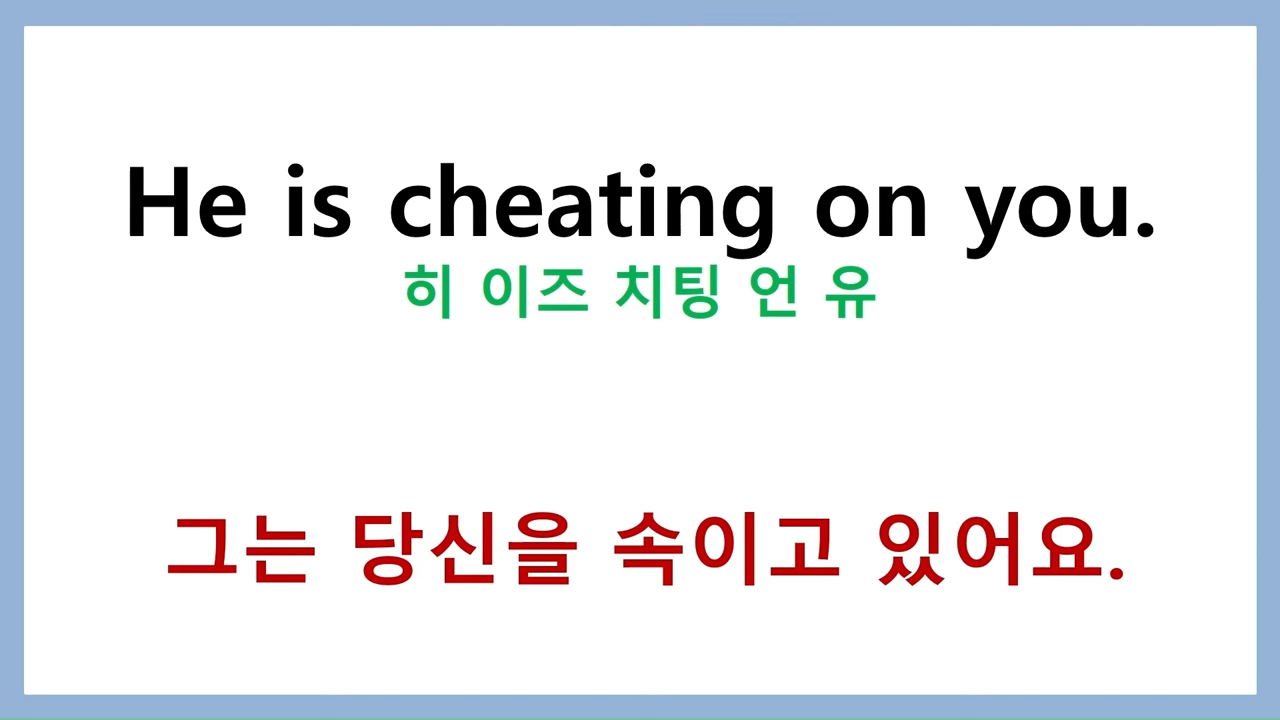 He is cheating on you.
히 이즈 치팅 언 유
그는 당신을 속이고 있어요.